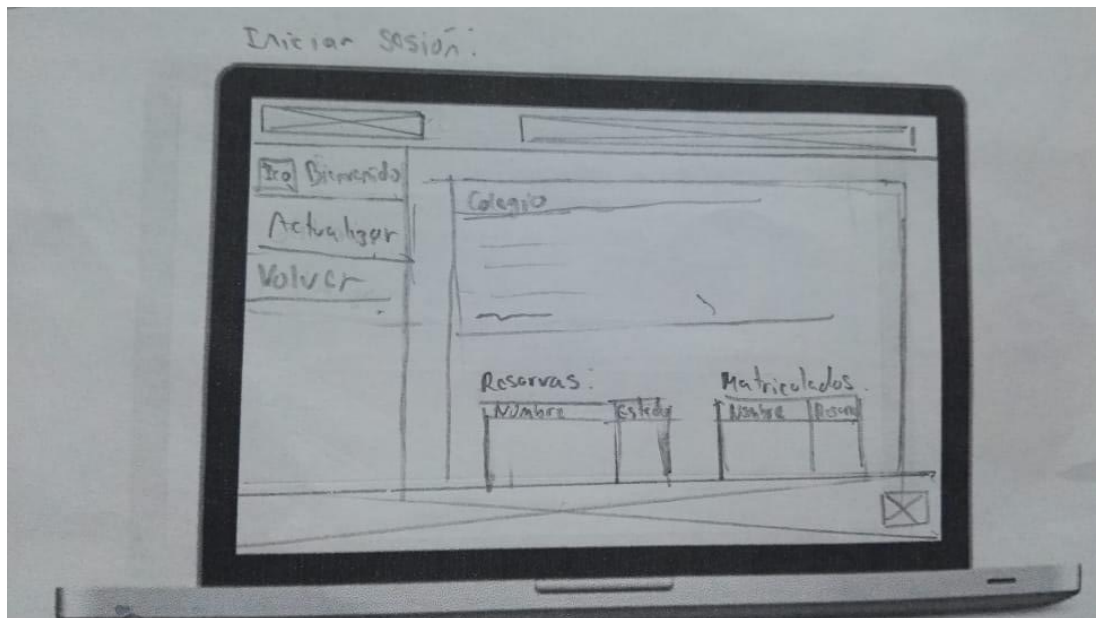 Iniciar sesión:
Ico Bienvenido
Actualizar
Volver
Colegio
Reservas:
Nombre Estado
Matriculados.
Nombre